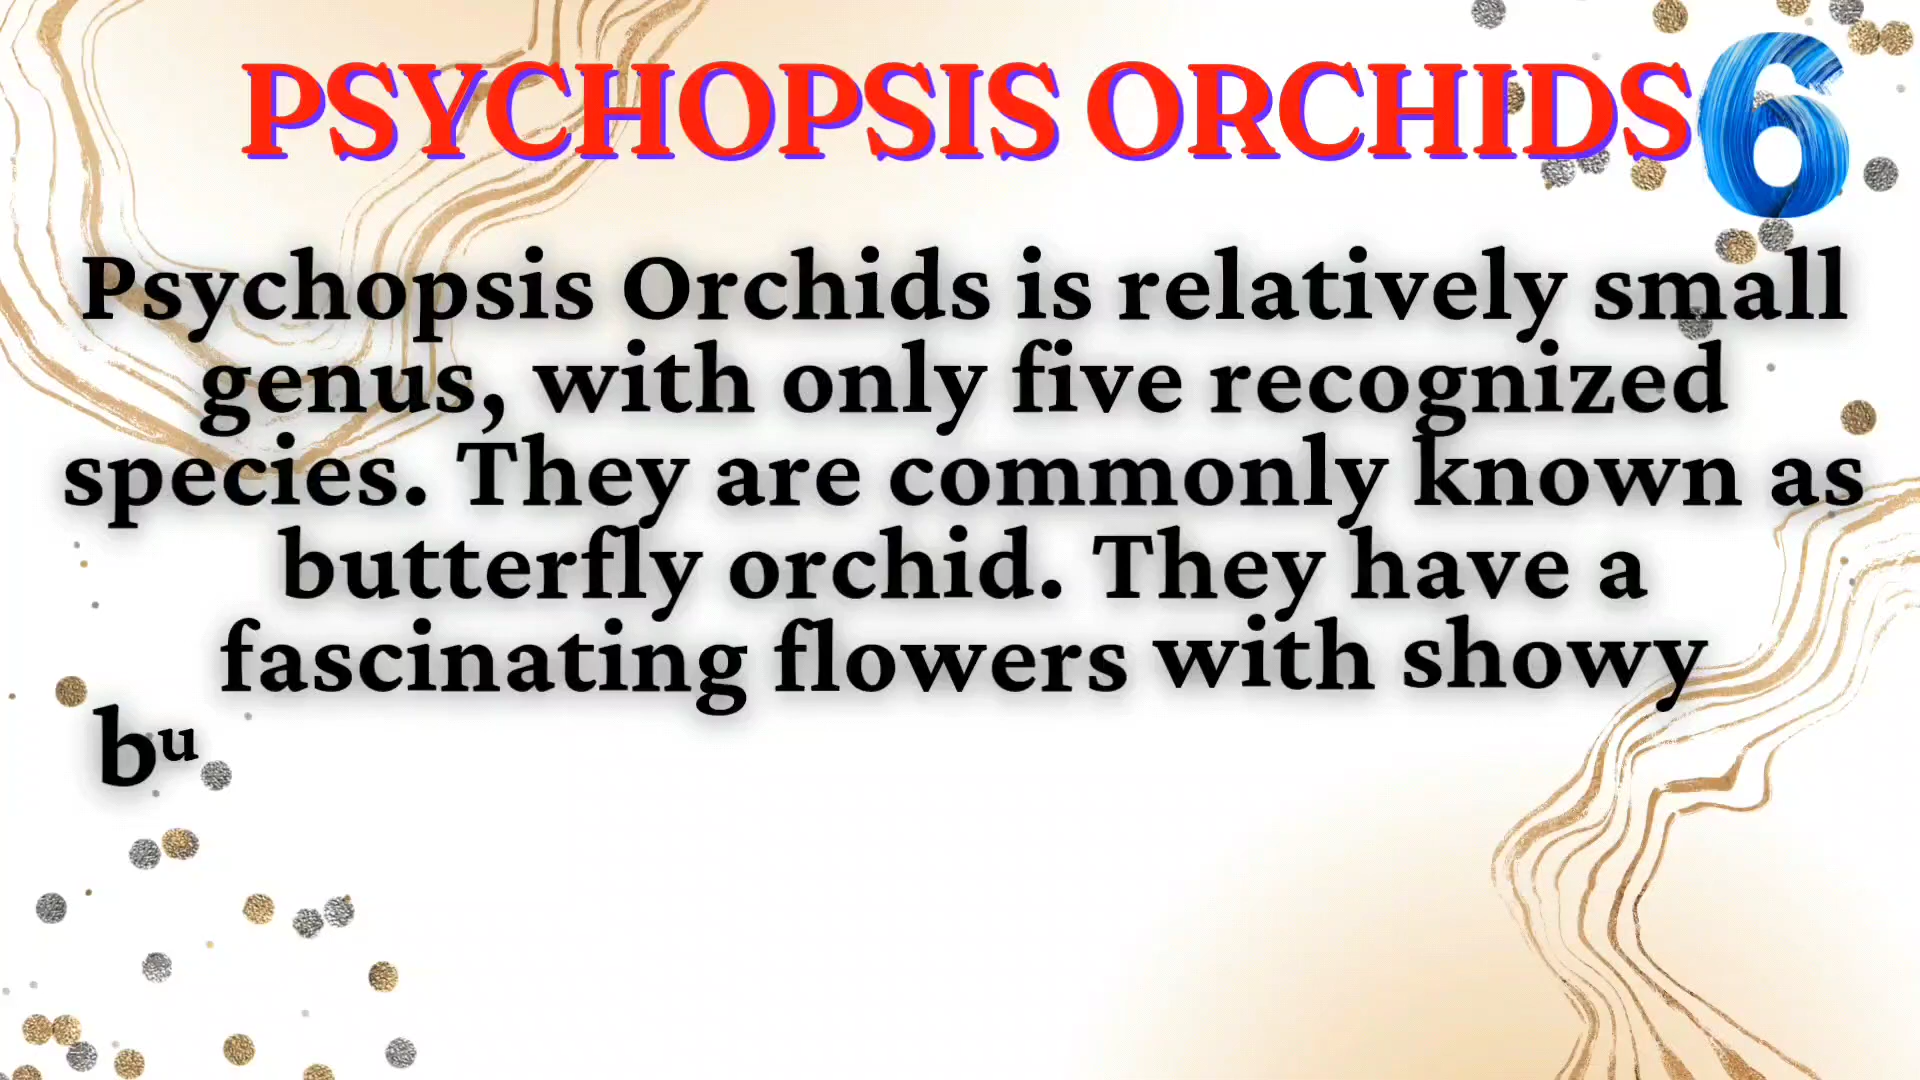 PSYCHOPSIS ORCHIDS 6
Psychopsis Orchids is relatively small
genus, with only five recognized
species. They are commonly known as
butterfly orchid. They have a
fascinating flowers with showy
bu